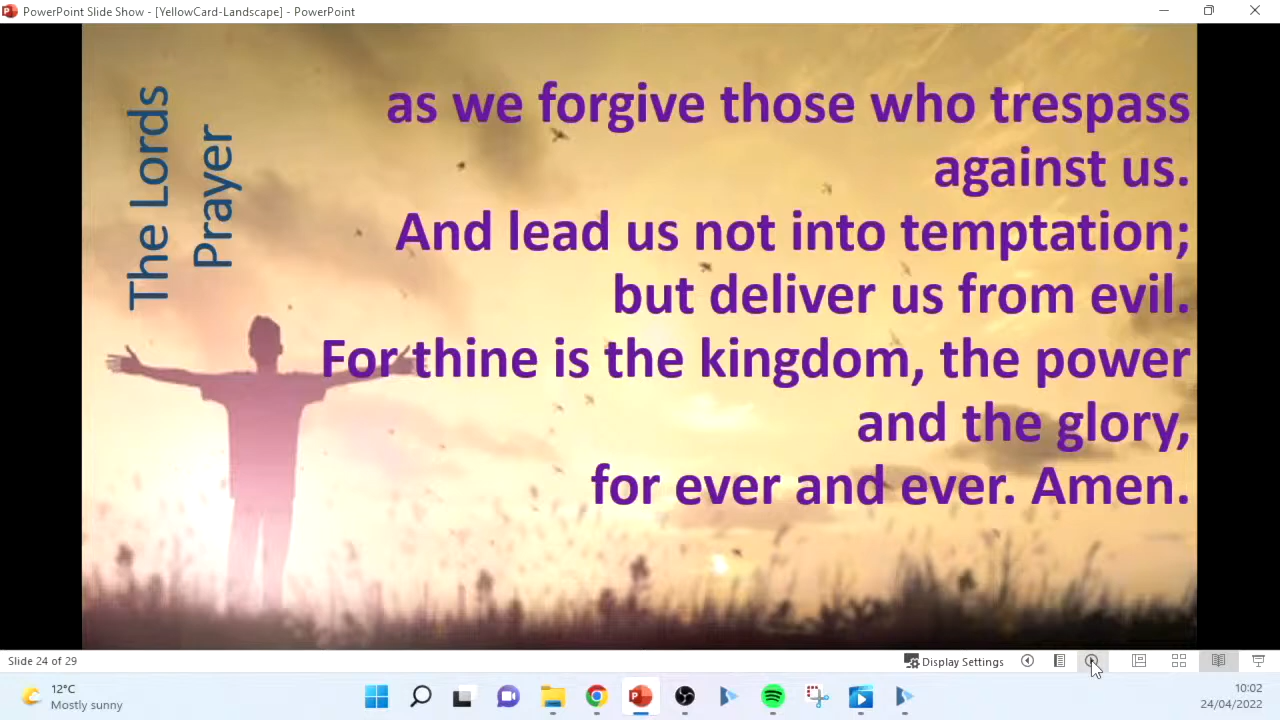 PowerPoint Slide Show - [YellowCard-Landscape] - PowerPoint
The Lords
Prayer
as we forgive those who trespass
against us.
And lead us not into temptation;
but deliver us from evil.
For thine is the kingdom, the power
and the glory,
for ever and ever. Amen.
Slide 24 of 29
Display Settings
12°C
Mostly sunny
10:02
24/04/2022